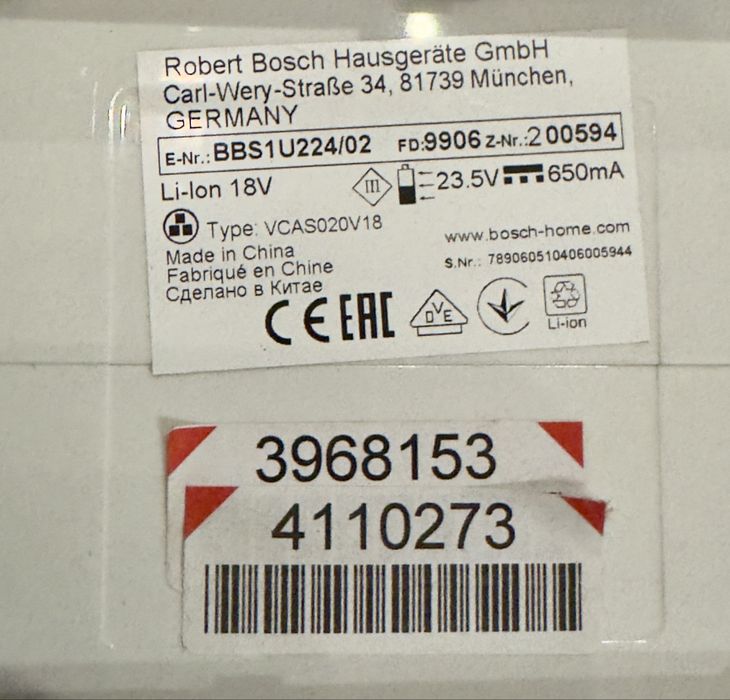 Robert Bosch Hausgeräte GmbH
Carl-Wery-Straße 34, 81739 München,
GERMANY
E-Nr.: BBS1U224/02 FD:9906 Z-Nr.:200594
Li-Ion 18V III 23.5V 650mA
Type: VCAS020V18 www.bosch-home.com
Made in China
Fabriqué en Chine S.Nr.: 789060510406005944
Сделано в Китае
CE EAC DVE Li-ion
3968153
4110273